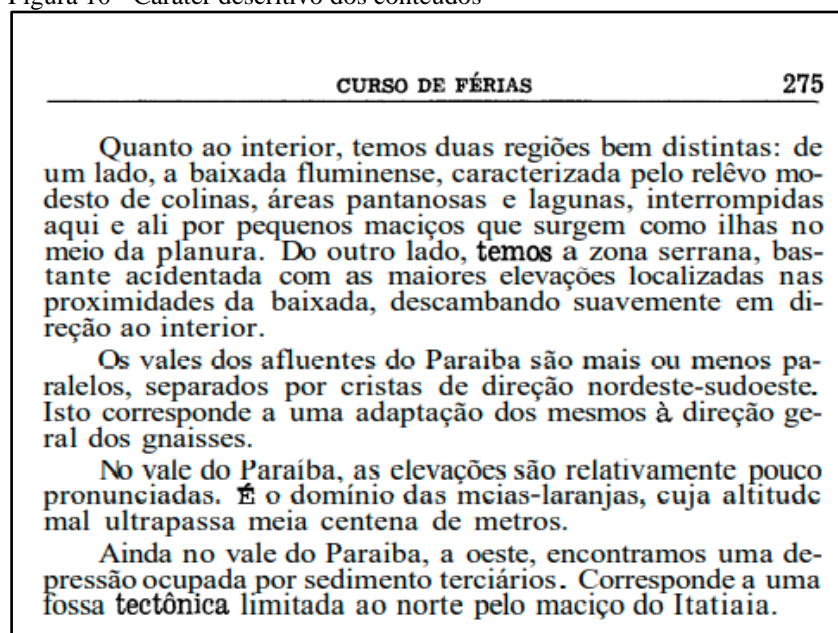 Figura 16 - Caráter descritivo dos conteúdos
CURSO DE FÉRIAS 275
Quanto ao interior, temos duas regiões bem distintas: de
um lado, a baixada fluminense, caracterizada pelo relêvo mo-
desto de colinas, áreas pantanosas e lagunas, interrompidas
aqui e ali por pequenos maciços que surgem como ilhas no
meio da planura. Do outro lado, temos a zona serrana, bas-
tante acidentada com as maiores elevações localizadas nas
proximidades da baixada, descambando suavemente em di-
reção ao interior.
Os vales dos afluentes do Paraiba são mais ou menos pa-
ralelos, separados por cristas de direção nordeste-sudoeste.
Isto corresponde a uma adaptação dos mesmos à direção ge-
ral dos gnaisses.
No vale do Paraíba, as elevações são relativamente pouco
pronunciadas. É o domínio das meias-laranjas, cuja altitude
mal ultrapassa meia centena de metros.
Ainda no vale do Paraiba, a oeste, encontramos uma de-
pressão ocupada por sedimento terciários. Corresponde a uma
fossa tectônica limitada ao norte pelo maciço do Itatiaia.